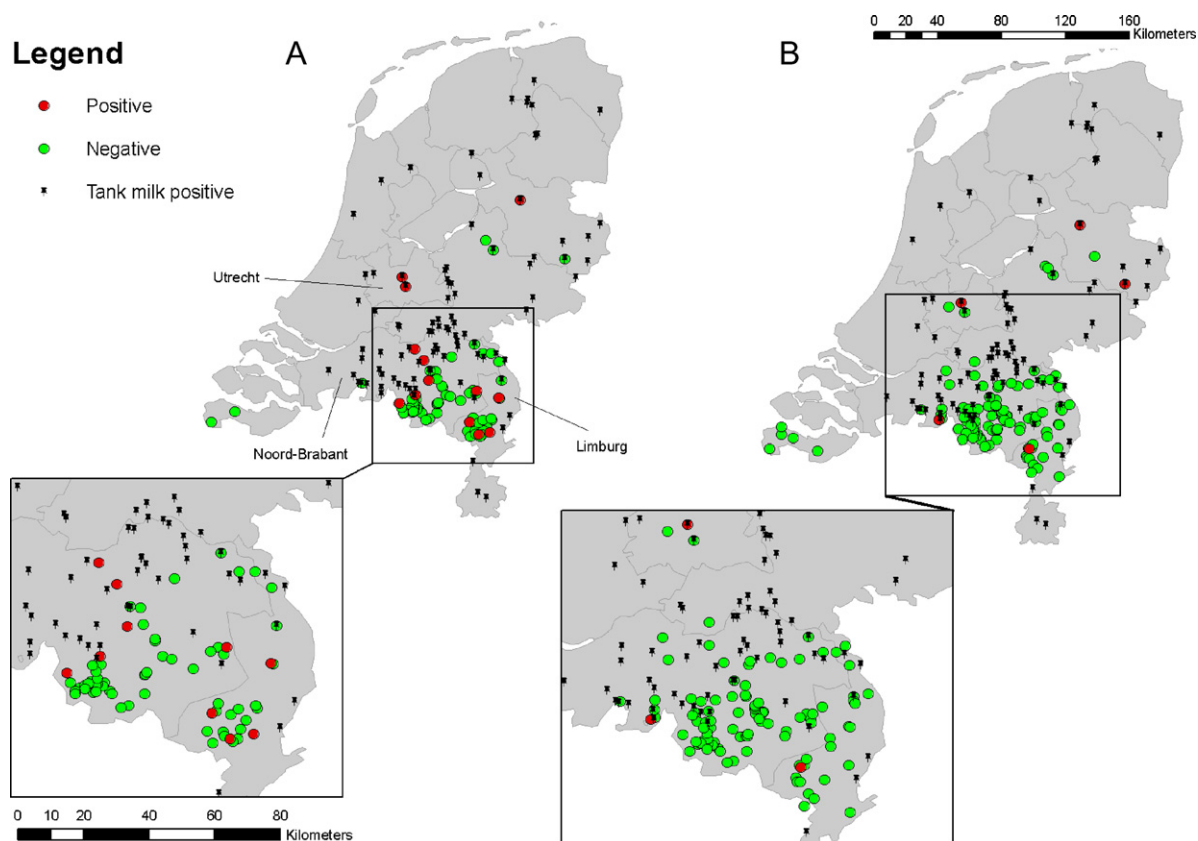 Legend
Positive
Negative
Tank milk positive
A
B
0 20 40 80 120 160
Kilometers
Utrecht
Noord-Brabant
Limburg
0 20 40 60 80
Kilometers